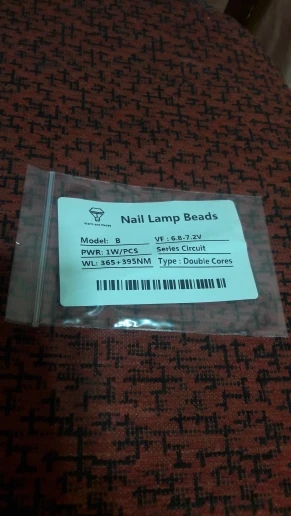 Nail Lamp Beads
Model: B VF : 6.8-7.2V
PWR: 1W/PCS Series Circuit
WL: 365+395NM Type : Double Cores